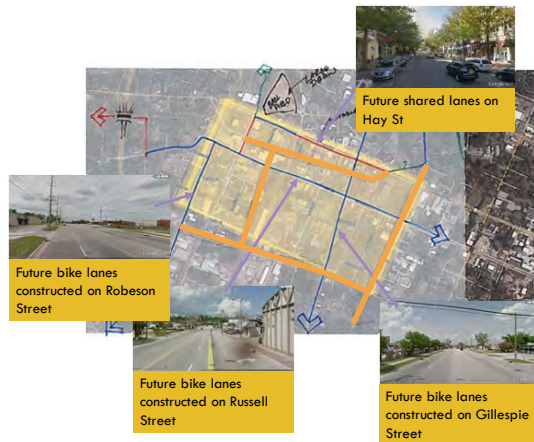 Future shared lanes on
Hay St
Future bike lanes
constructed on Robeson
Street
Future bike lanes
constructed on Russell
Street
Future bike lanes
constructed on Gillespie
Street